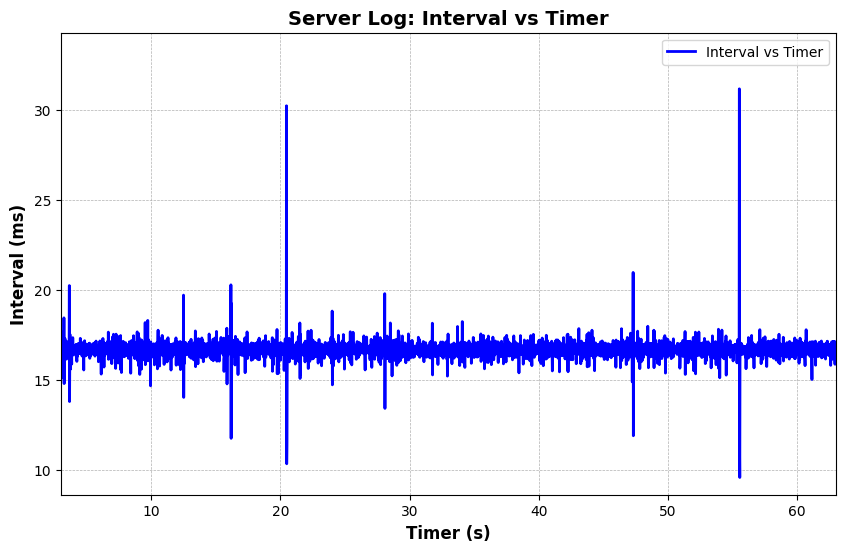 Server Log: Interval vs Timer
Interval vs Timer
30
25
20
15
10
Interval (ms)
10 20 30 40 50 60
Timer (s)